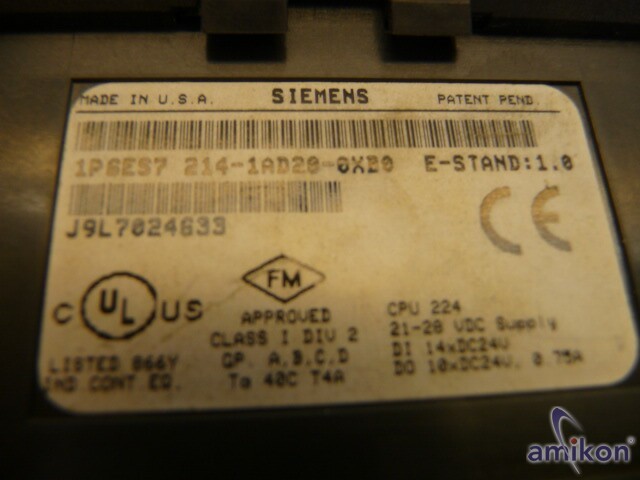 MADE IN U.S.A. SIEMENS PATENT PEND.
1P6ES7 214-1AD20-0XB0 E-STAND:1.0
J9L7024633
CE
C UL US
LISTED 866Y
IND CONT EQ.
FM
APPROVED
CLASS I DIV 2
GP. A,B,C,D
Ta 40C T4A
CPU 224
21-28 VDC Supply
DI 14xDC24V
DO 10xDC24V, 0.75A
amikon